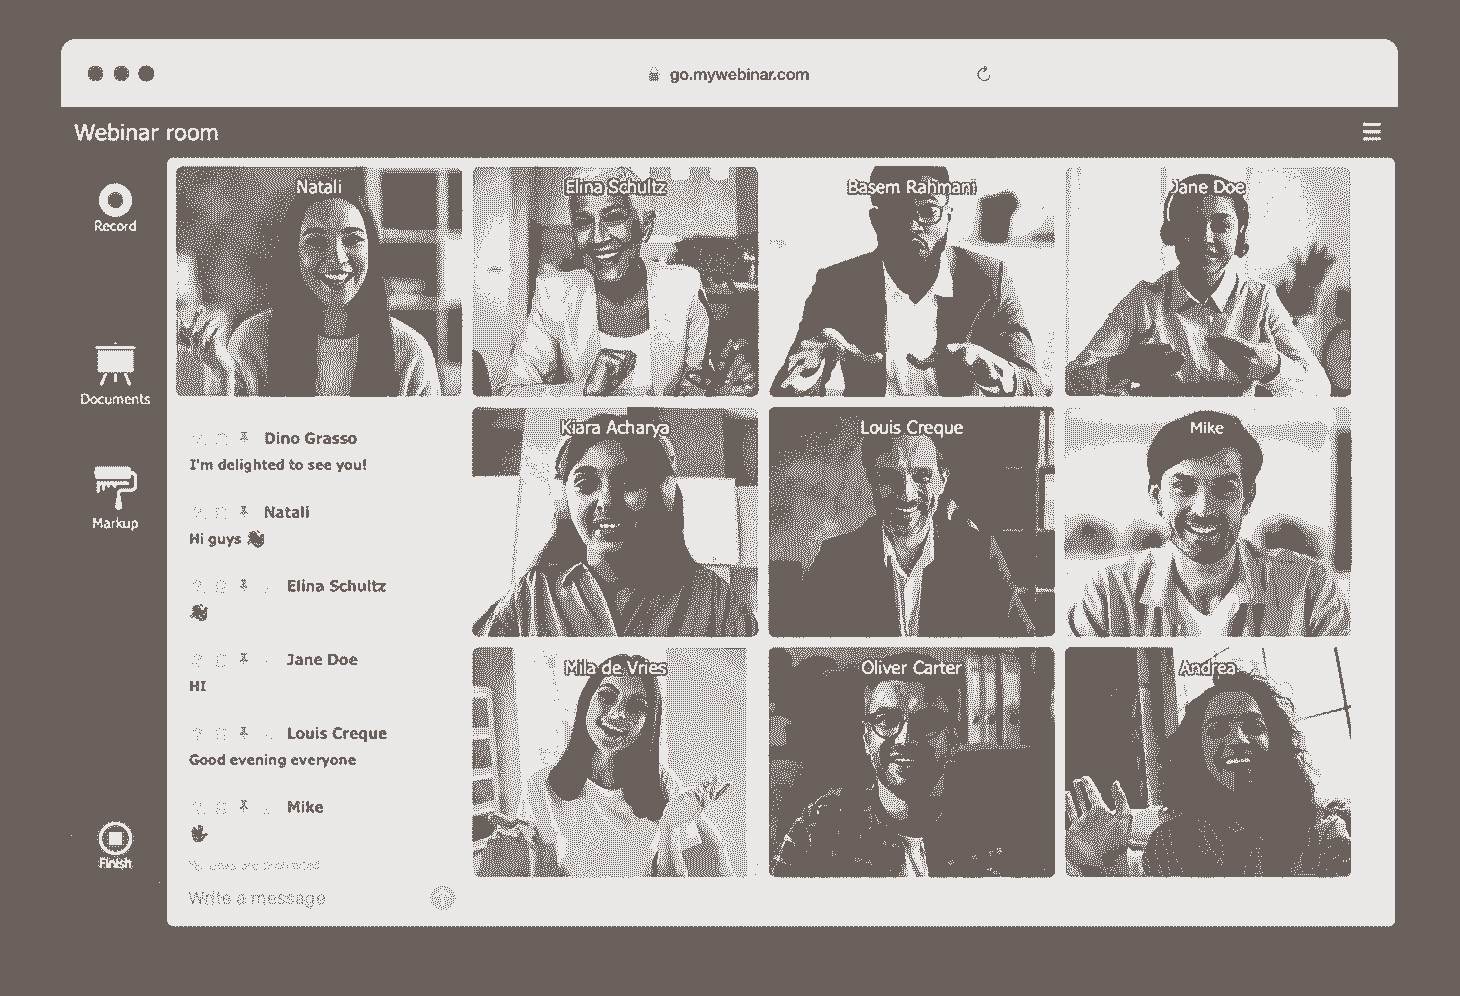 go.mywebinar.com
Webinar room
Record
Documents
Markup
Finish
Natali
Elina Schultz
Basem Rahmani
Jane Doe
Kiara Acharya
Louis Creque
Mike
Mila de Vries
Oliver Carter
Andrea
Dino Grasso
I'm delighted to see you!
Natali
Hi guys 👋
Elina Schultz
👋
Jane Doe
HI
Louis Creque
Good evening everyone
Mike
🖐
Write a message